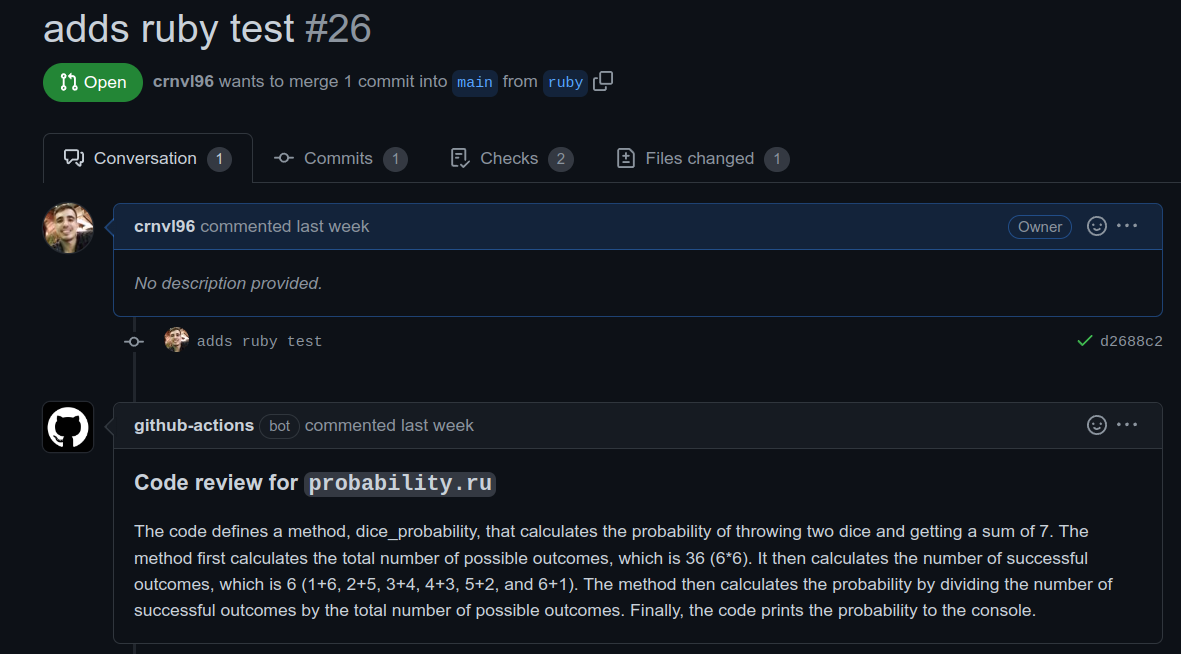 adds ruby test #26
Open crnvl96 wants to merge 1 commit into main from ruby
Conversation 1 Commits 1 Checks 2 Files changed 1
crnvl96 commented last week Owner
No description provided.
adds ruby test d2688c2
github-actions bot commented last week
Code review for probability.ru
The code defines a method, dice_probability, that calculates the probability of throwing two dice and getting a sum of 7. The
method first calculates the total number of possible outcomes, which is 36 (6*6). It then calculates the number of successful
outcomes, which is 6 (1+6, 2+5, 3+4, 4+3, 5+2, and 6+1). The method then calculates the probability by dividing the number of
successful outcomes by the total number of possible outcomes. Finally, the code prints the probability to the console.